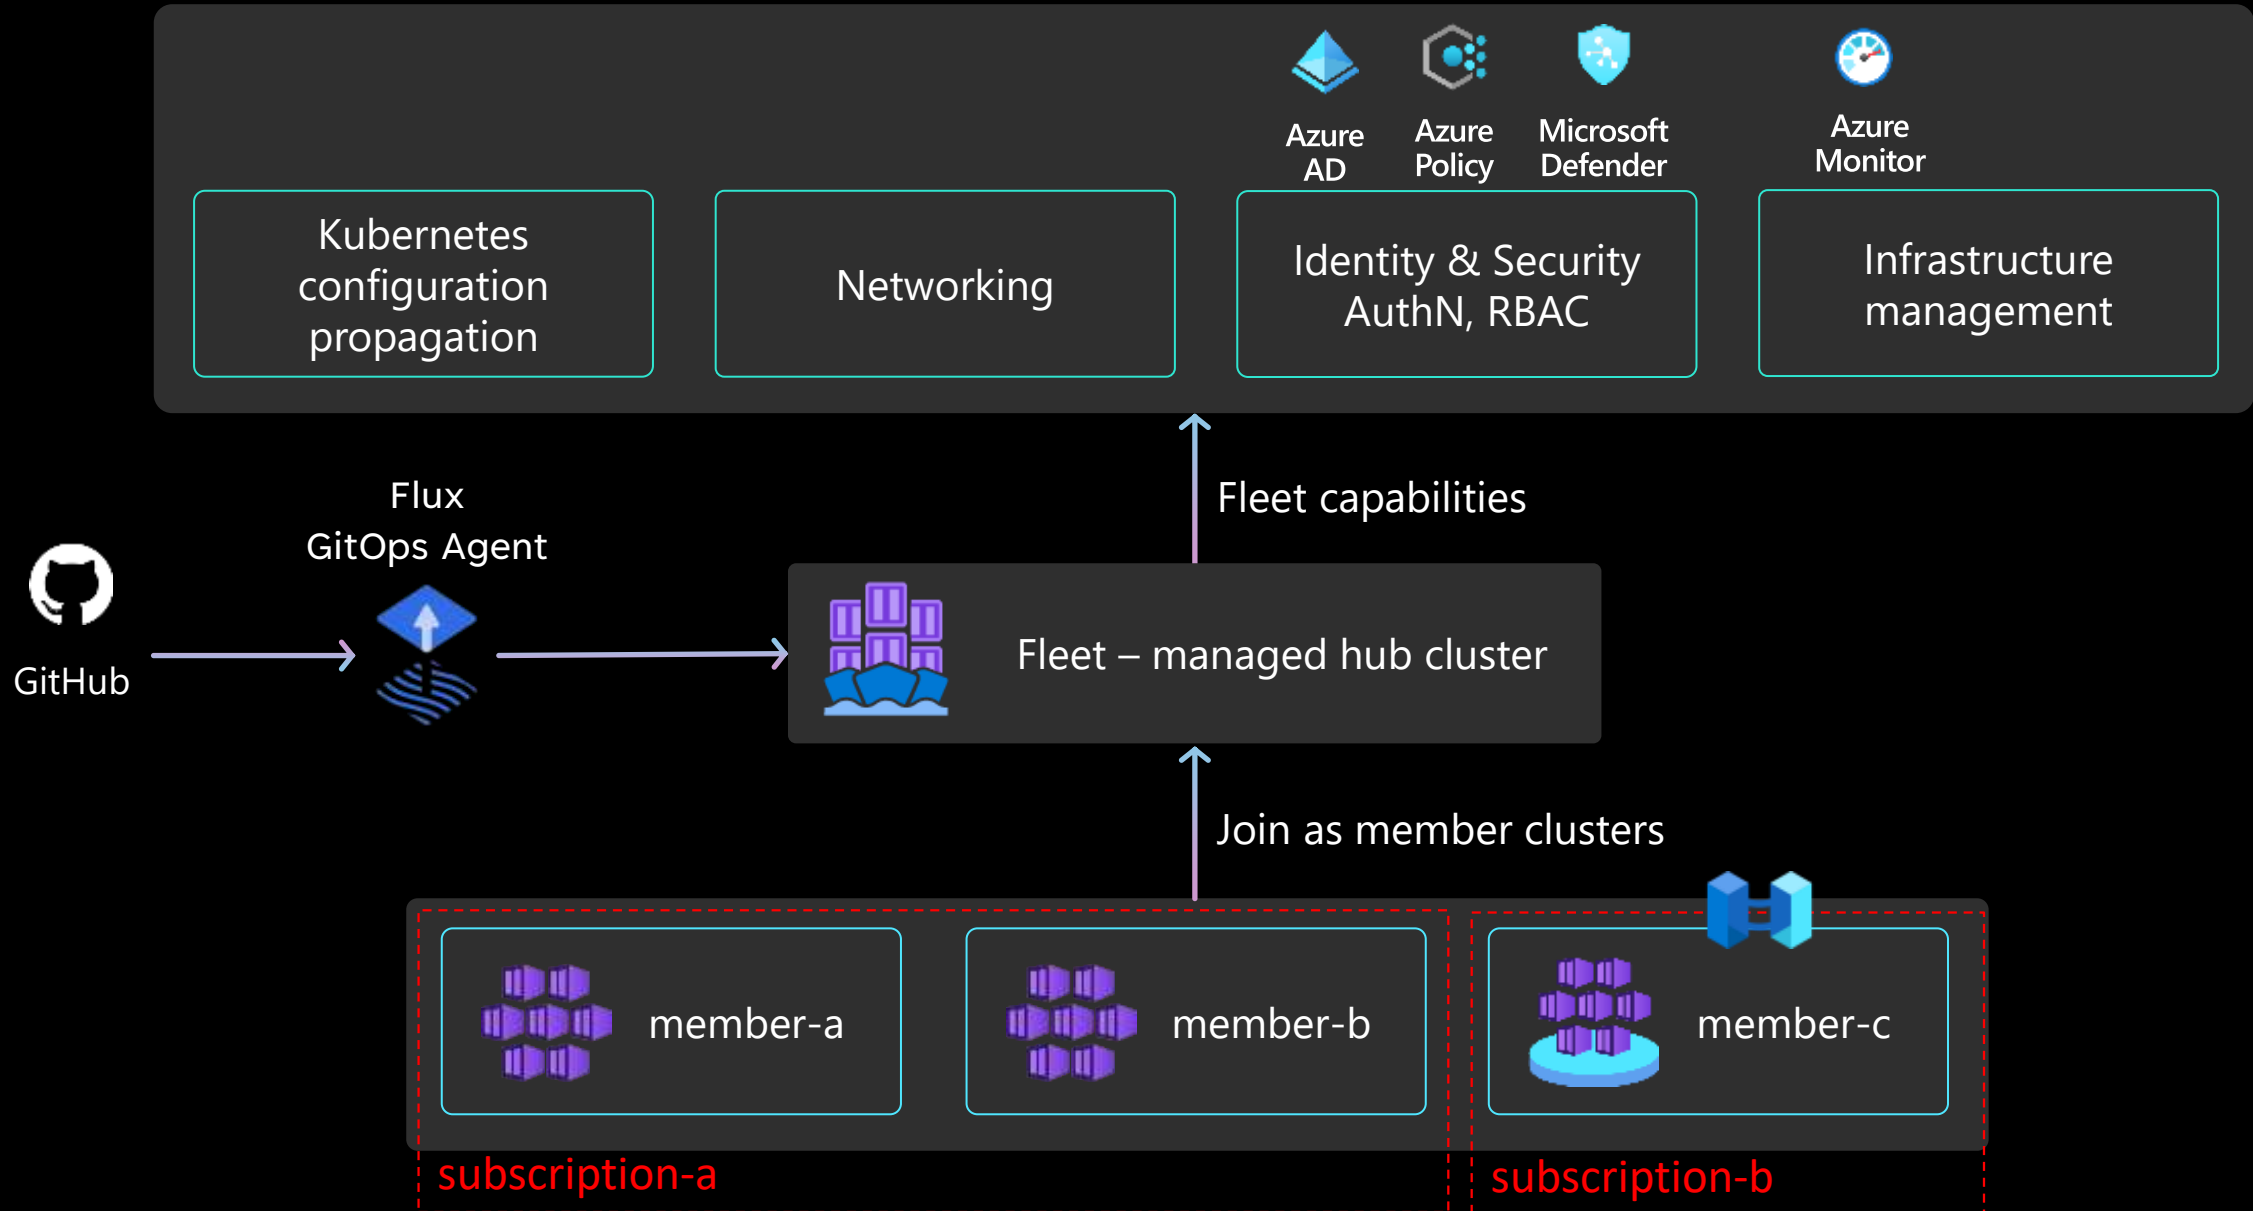 Azure
AD
Azure
Policy
Microsoft
Defender
Azure
Monitor
Kubernetes
configuration
propagation
Networking
Identity & Security
AuthN, RBAC
Infrastructure
management
Fleet capabilities
Flux
GitOps Agent
GitHub
Fleet – managed hub cluster
Join as member clusters
member-a
member-b
member-c
subscription-a
subscription-b